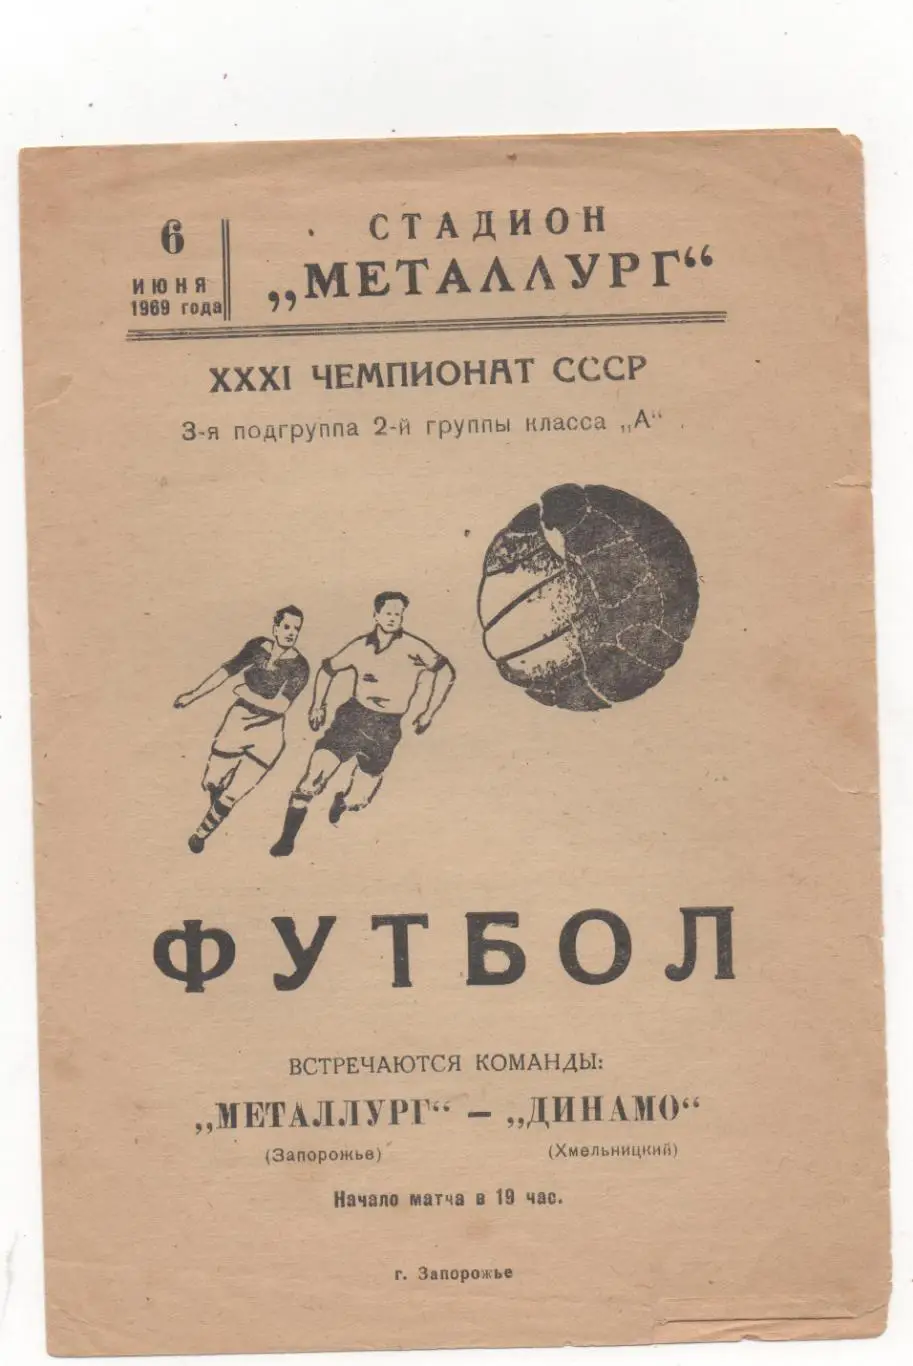 6
ИЮНЯ
1969 года
СТАДИОН
„МЕТАЛЛУРГ“
XXXI ЧЕМПИОНАТ СССР
3-я подгруппа 2-й группы класса „А“
ФУТБОЛ
ВСТРЕЧАЮТСЯ КОМАНДЫ:
„МЕТАЛЛУРГ“ — „ДИНАМО“
(Запорожье) (Хмельницкий)
Начало матча в 19 час.
г. Запорожье